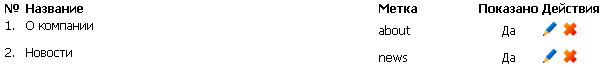 № Название Метка Показано Действия
1. О компании about Да
2. Новости news Да